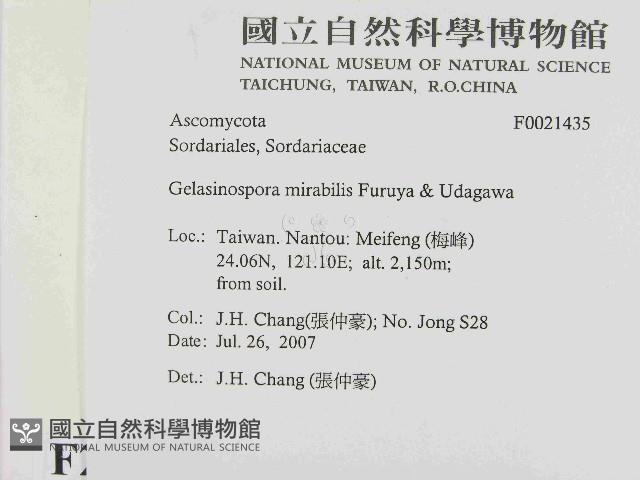 國立自然科學博物館
NATIONAL MUSEUM OF NATURAL SCIENCE
TAICHUNG, TAIWAN, R.O.CHINA
Ascomycota F0021435
Sordariales, Sordariaceae
Gelasinospora mirabilis Furuya & Udagawa
Loc.: Taiwan. Nantou: Meifeng (梅峰)
24.06N, 121.10E; alt. 2,150m;
from soil.
Col.: J.H. Chang(張仲豪); No. Jong S28
Date: Jul. 26, 2007
Det.: J.H. Chang (張仲豪)
國立自然科學博物館
NATIONAL MUSEUM OF NATURAL SCIENCE